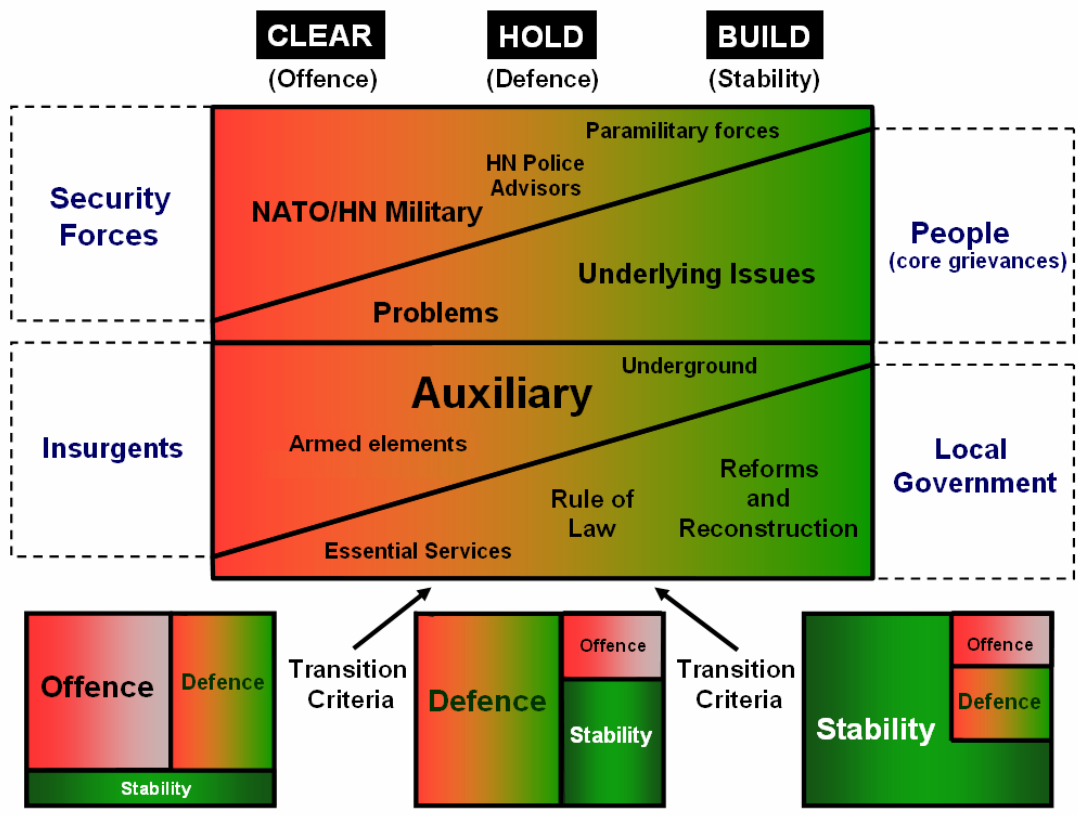 CLEAR
(Offence)
HOLD
(Defence)
BUILD
(Stability)
Security
Forces
Paramilitary forces
HN Police
Advisors
NATO/HN Military
Underlying Issues
Problems
People
(core grievances)
Insurgents
Underground
Auxiliary
Armed elements
Reforms
and
Reconstruction
Rule of
Law
Essential Services
Local
Government
Offence
Defence
Stability
Transition
Criteria
Defence
Offence
Stability
Transition
Criteria
Stability
Offence
Defence